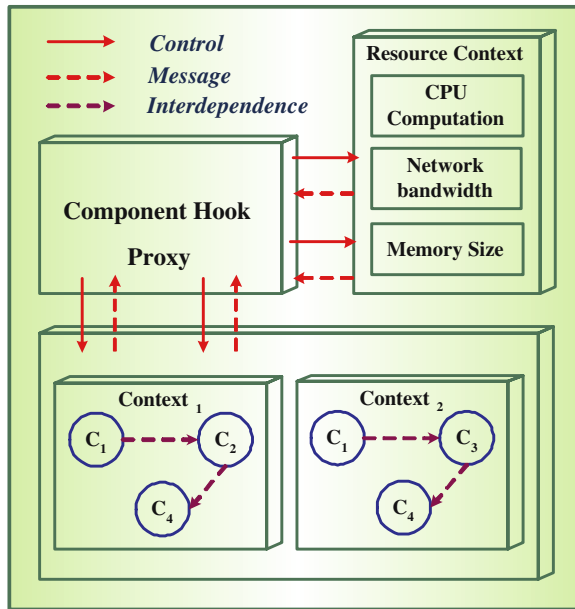 Control
Message
Interdependence
Resource Context
CPU
Computation
Network
bandwidth
Memory Size
Component Hook
Proxy
Context 1
C1
C2
C4
Context 2
C1
C3
C4